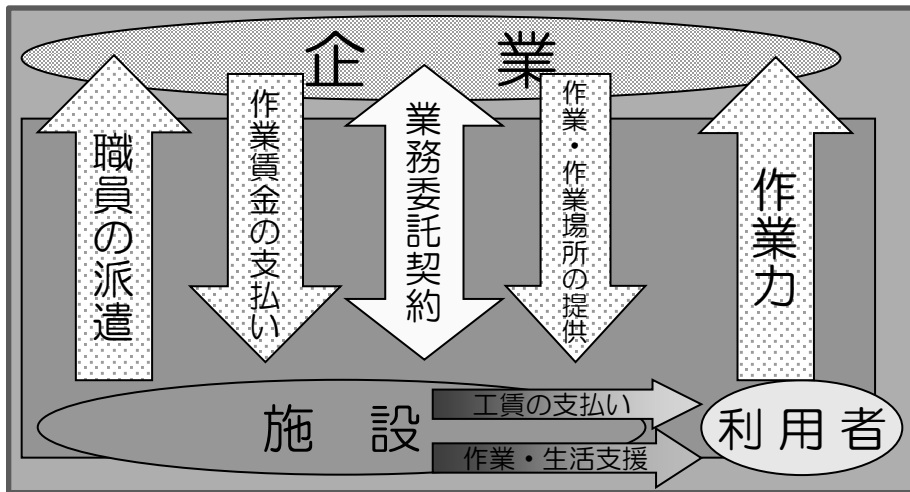 企　業
職員の派遣
作業賃金の支払い
業務委託契約
作業・作業場所の提供
作業力
施　設
工賃の支払い
作業・生活支援
利用者